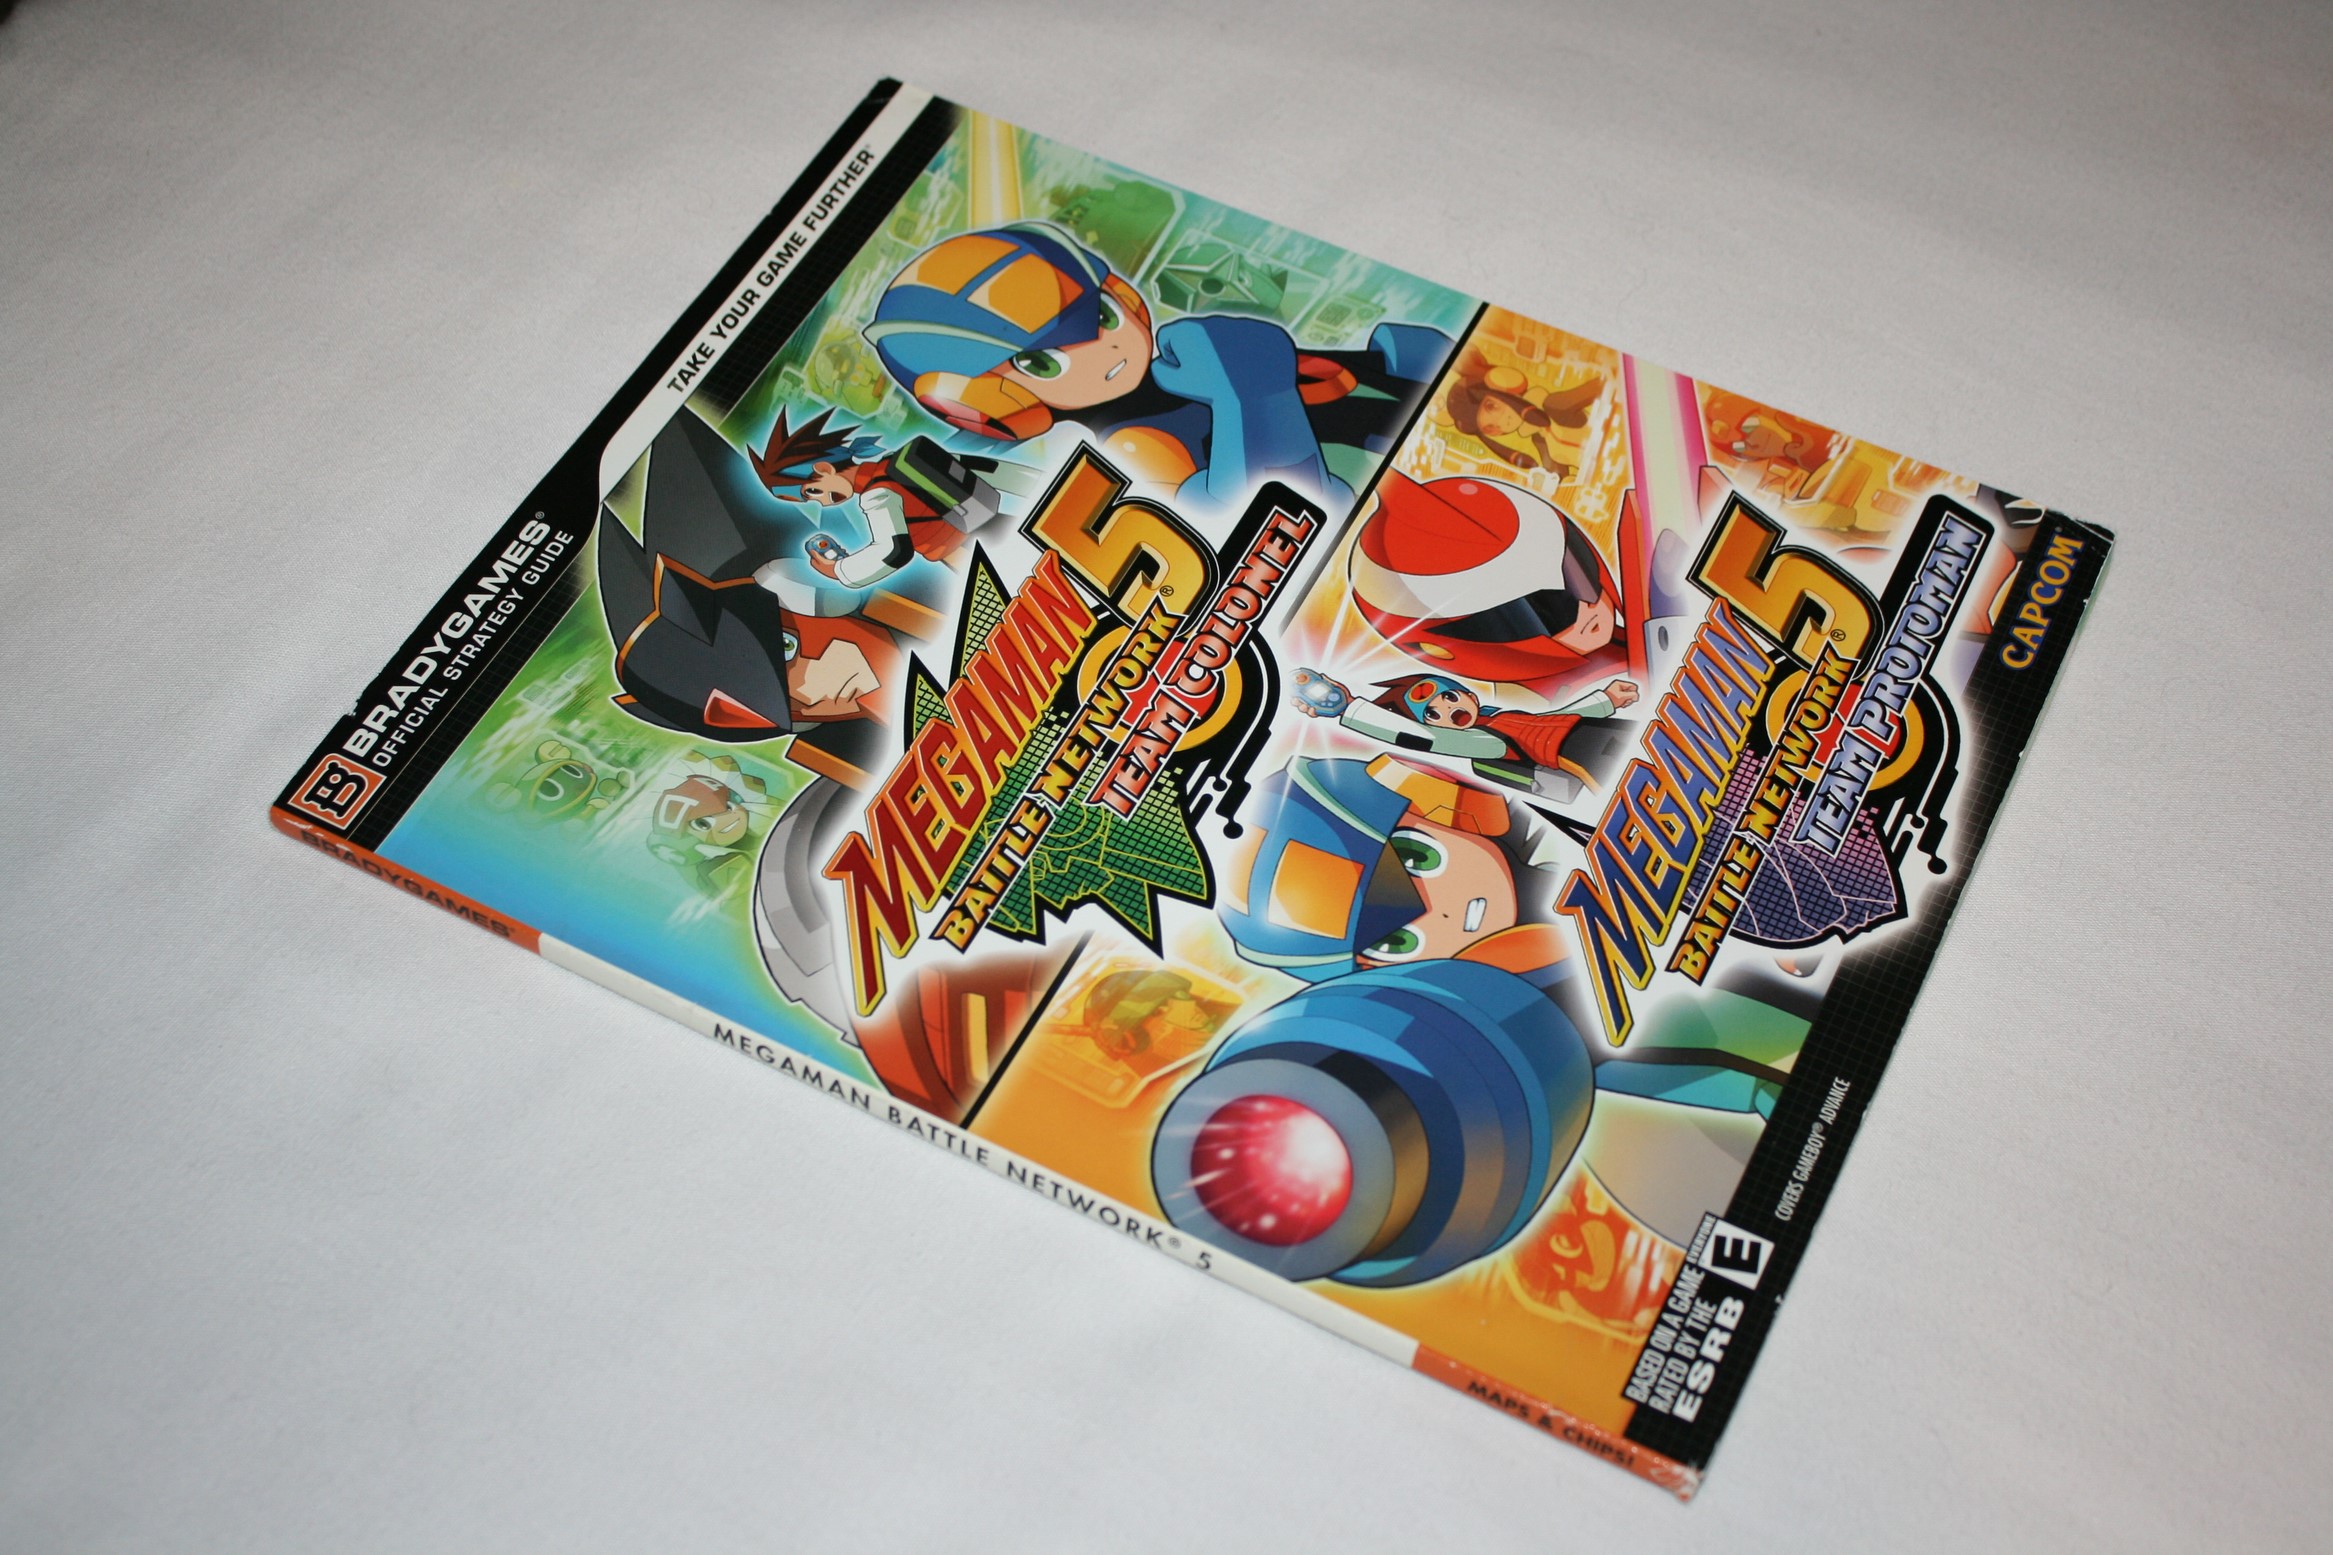 TAKE YOUR GAME FURTHER®
BRADYGAMES®
OFFICIAL STRATEGY GUIDE
B
MEGAMAN
BATTLE NETWORK® 5
TEAM COLONEL
MEGAMAN
BATTLE NETWORK® 5
TEAM PROTOMAN
CAPCOM®
COVERS GAMEBOY® ADVANCE
BASED ON A GAME
RATED BY THE
ESRB
EVERYONE
E
BRADYGAMES®
MEGAMAN BATTLE NETWORK® 5
MAPS & CHIPS!